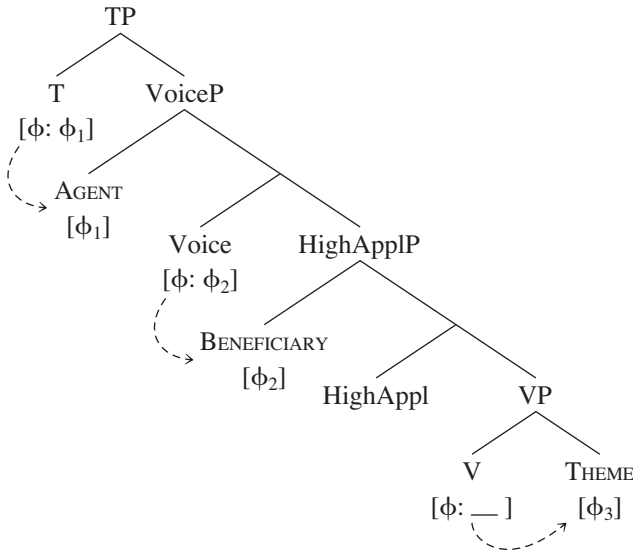 TP
T VoiceP
[ϕ: ϕ₁]
AGENT
[ϕ₁]
Voice HighApplP
[ϕ: ϕ₂]
BENEFICIARY
[ϕ₂]
HighAppl VP
V THEME
[ϕ: __ ] [ϕ₃]